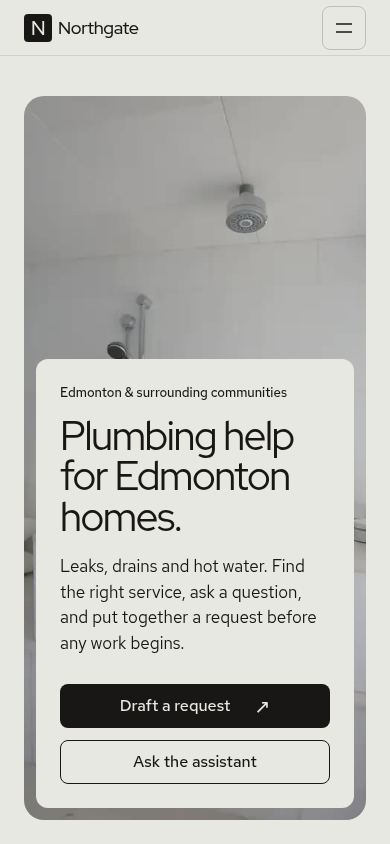 N Northgate
Edmonton & surrounding communities
Plumbing help
for Edmonton
homes.
Leaks, drains and hot water. Find
the right service, ask a question,
and put together a request before
any work begins.
Draft a request ↗
Ask the assistant